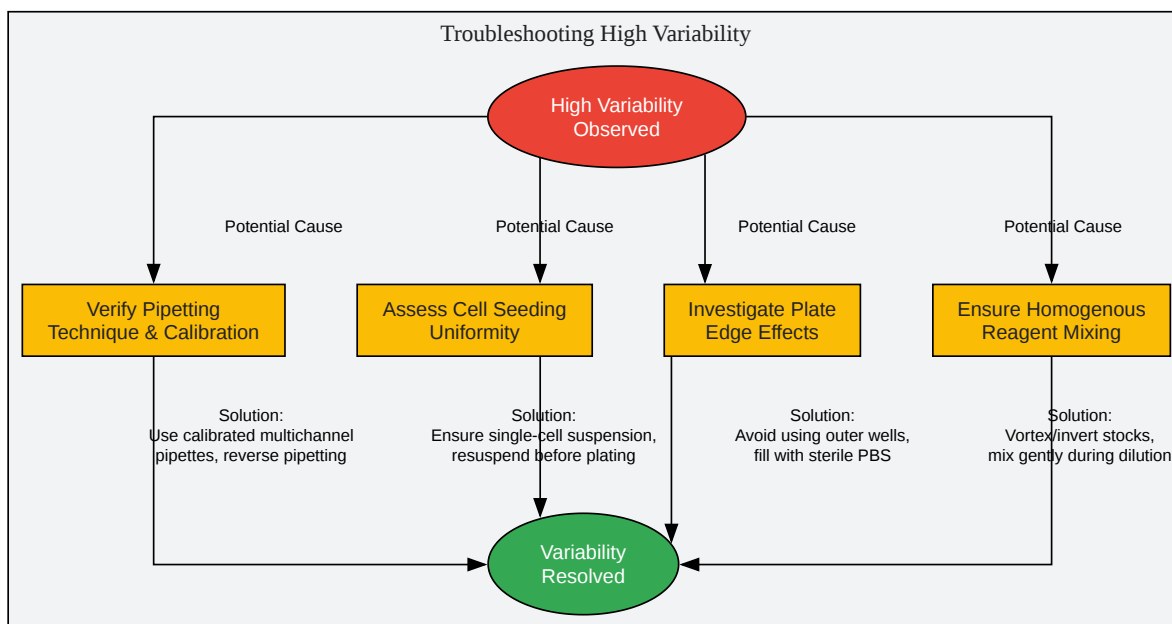 Troubleshooting High Variability
High Variability
Observed
Potential Cause
Potential Cause
Potential Cause
Potential Cause
Verify Pipetting
Technique & Calibration
Assess Cell Seeding
Uniformity
Investigate Plate
Edge Effects
Ensure Homogenous
Reagent Mixing
Solution:
Use calibrated multichannel
pipettes, reverse pipetting
Solution:
Ensure single-cell suspension,
resuspend before plating
Solution:
Avoid using outer wells,
fill with sterile PBS
Solution:
Vortex/invert stocks,
mix gently during dilution
Variability
Resolved